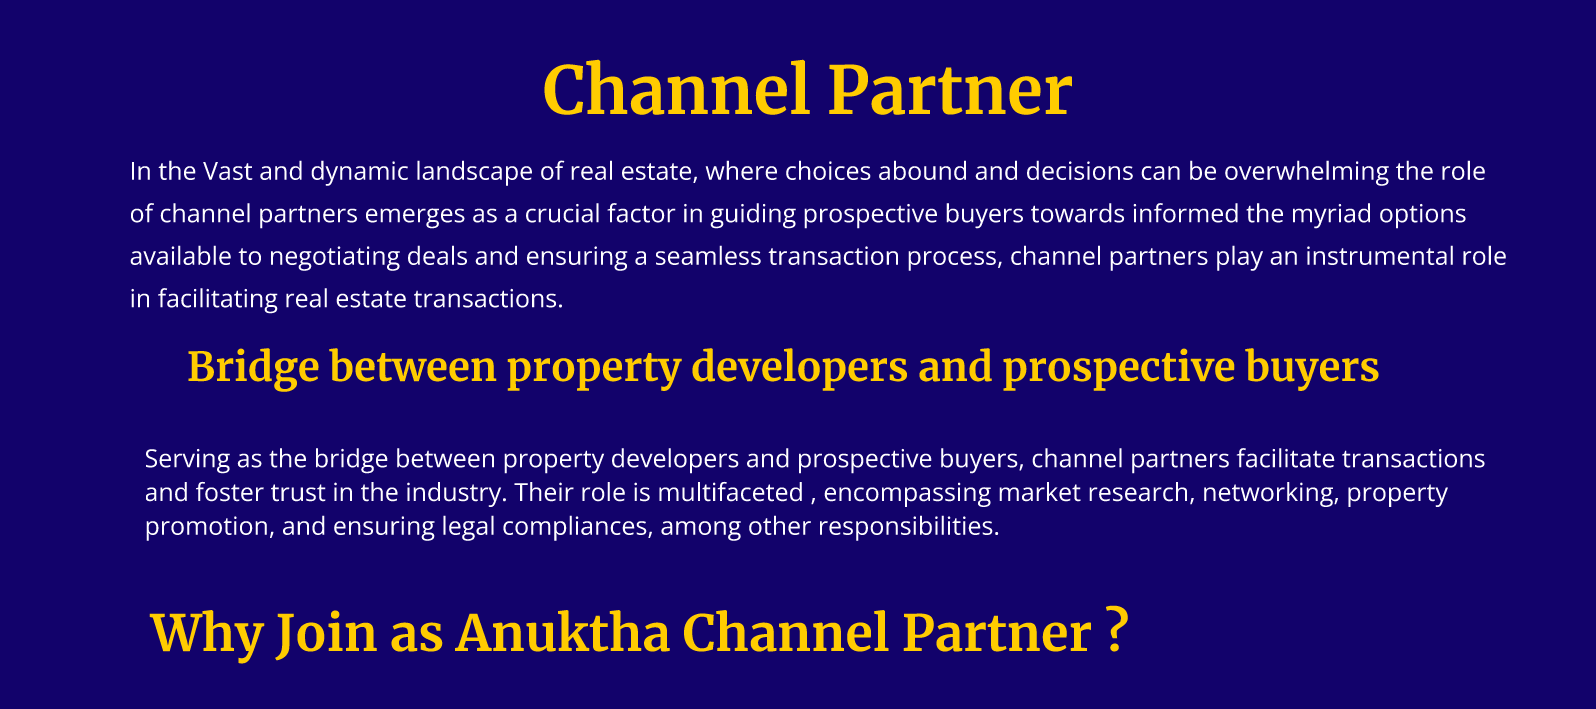 Channel Partner
In the Vast and dynamic landscape of real estate, where choices abound and decisions can be overwhelming the role
of channel partners emerges as a crucial factor in guiding prospective buyers towards informed the myriad options
available to negotiating deals and ensuring a seamless transaction process, channel partners play an instrumental role
in facilitating real estate transactions.
Bridge between property developers and prospective buyers
Serving as the bridge between property developers and prospective buyers, channel partners facilitate transactions
and foster trust in the industry. Their role is multifaceted , encompassing market research, networking, property
promotion, and ensuring legal compliances, among other responsibilities.
Why Join as Anuktha Channel Partner ?